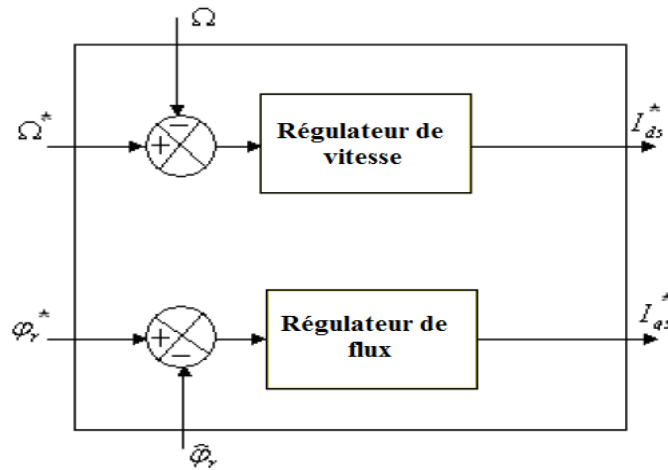 Ω
Ω*
−
+
Régulateur de
vitesse
I*ds
φr*
+
−
Régulateur de
flux
I*qs
φ̂r